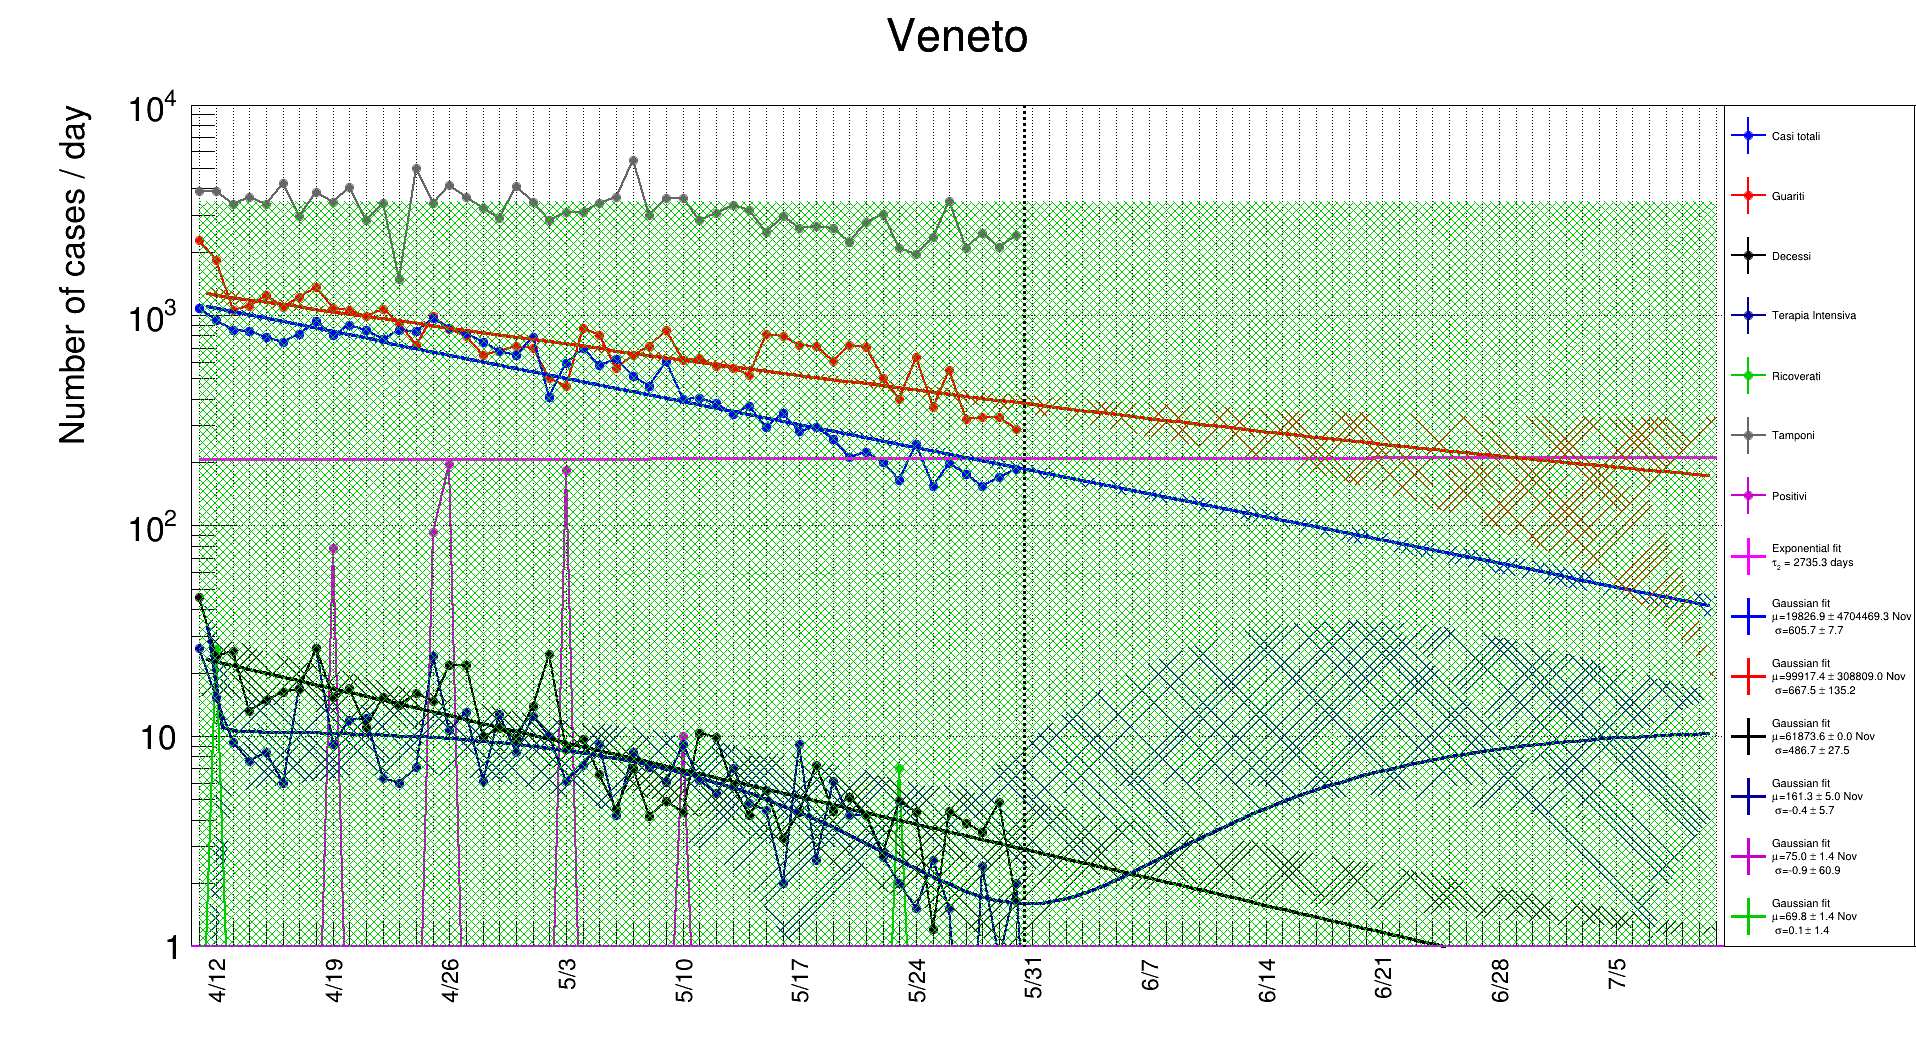 Veneto
Number of cases / day
10^4
10^3
10^2
10
1
4/12
4/19
4/26
5/3
5/10
5/17
5/24
5/31
6/7
6/14
6/21
6/28
7/5
Casi totali
Guariti
Decessi
Terapia Intensiva
Ricoverati
Tamponi
Positivi
Exponential fit
τ₂ = 2735.3 days
Gaussian fit
μ=19826.9 ± 4704469.3 Nov
σ=605.7 ± 7.7
Gaussian fit
μ=99917.4 ± 308809.0 Nov
σ=667.5 ± 135.2
Gaussian fit
μ=61873.6 ± 0.0 Nov
σ=486.7 ± 27.5
Gaussian fit
μ=161.3 ± 5.0 Nov
σ=-0.4 ± 5.7
Gaussian fit
μ=75.0 ± 1.4 Nov
σ=-0.9 ± 60.9
Gaussian fit
μ=69.8 ± 1.4 Nov
σ=0.1 ± 1.4